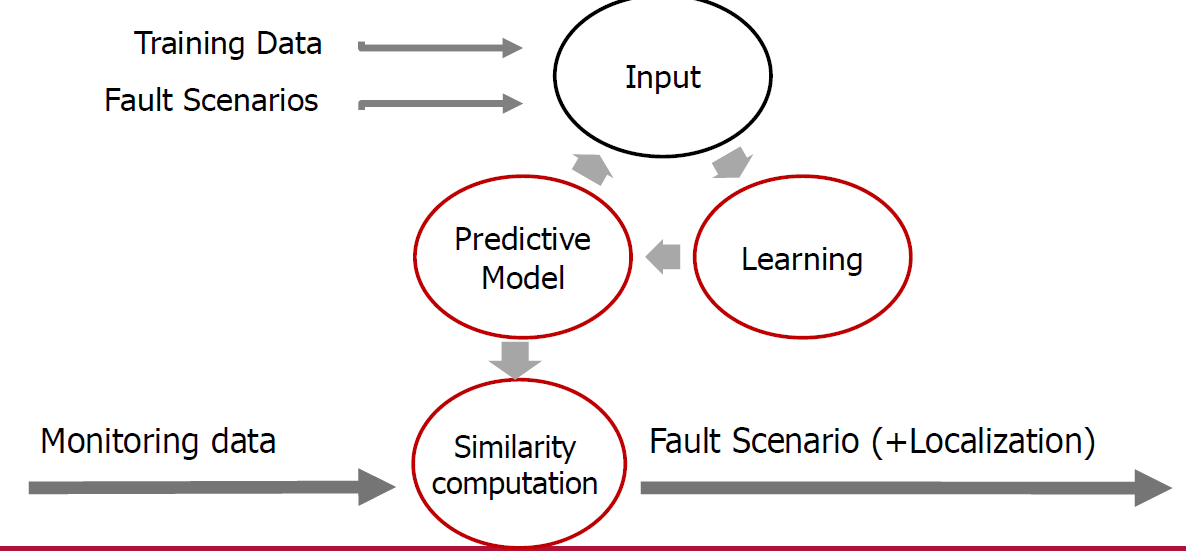 Training Data
Input
Fault Scenarios
Predictive
Model
Learning
Monitoring data
Similarity
computation
Fault Scenario (+Localization)